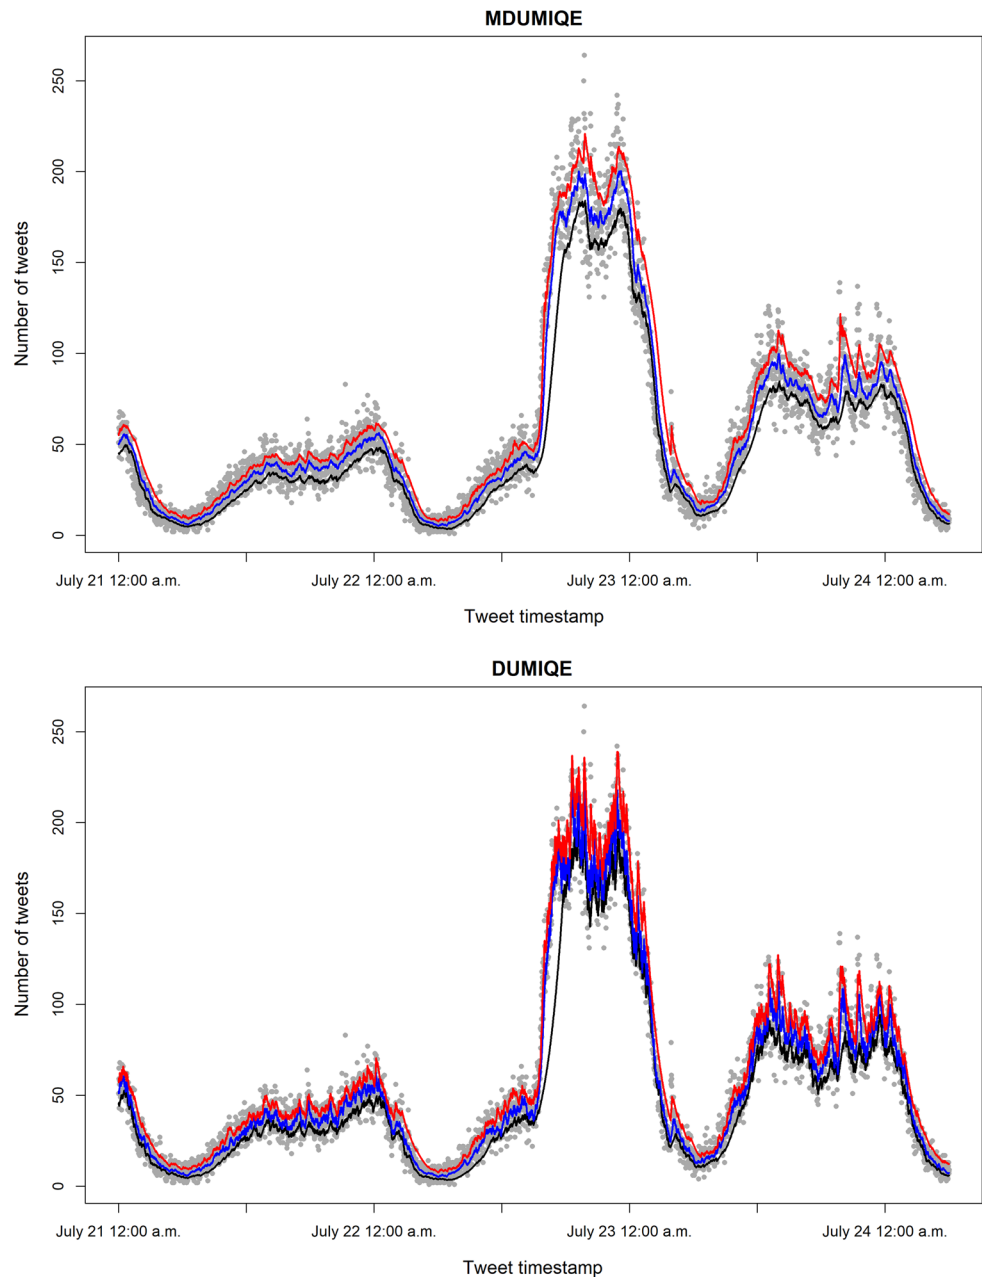 MDUMIQE
Number of tweets
250
200
150
100
50
0
July 21 12:00 a.m. July 22 12:00 a.m. July 23 12:00 a.m. July 24 12:00 a.m.
Tweet timestamp
DUMIQE
Number of tweets
250
200
150
100
50
0
July 21 12:00 a.m. July 22 12:00 a.m. July 23 12:00 a.m. July 24 12:00 a.m.
Tweet timestamp